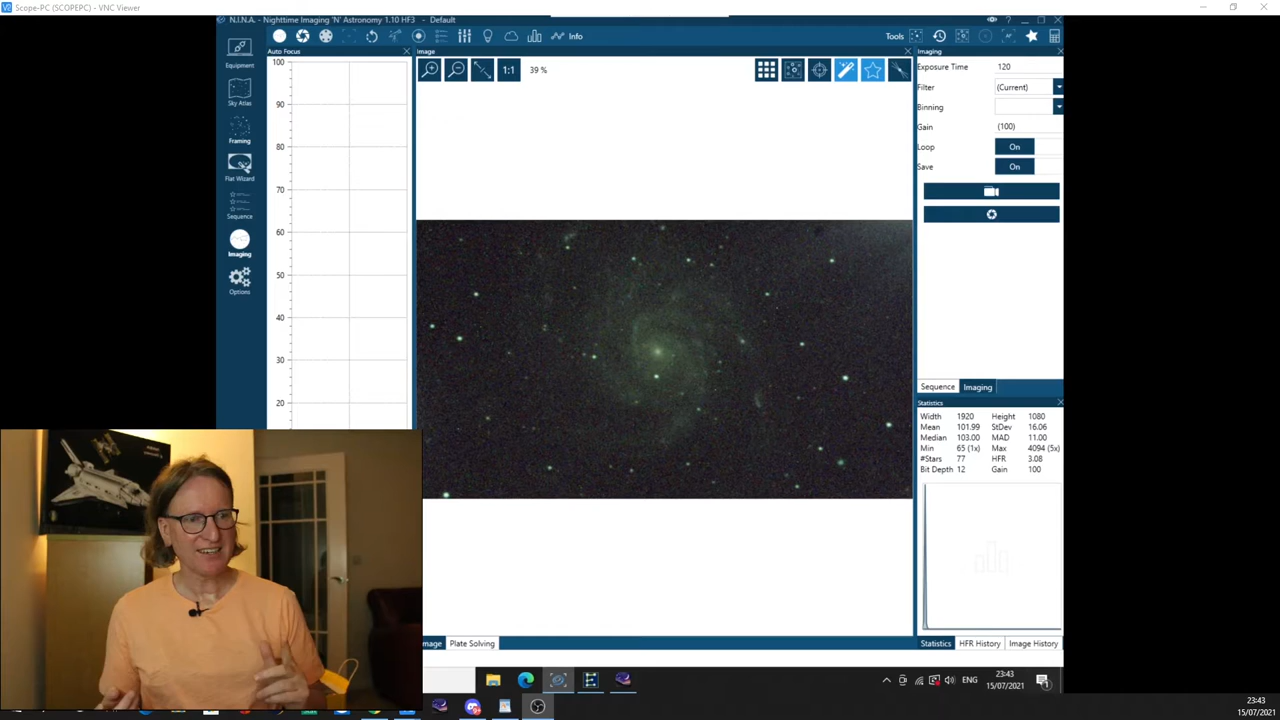 Scope-PC (SCOPEPC) - VNC Viewer
N.I.N.A. - Nighttime Imaging 'N' Astronomy 1.10 HF3 - Default
Info
Tools
Equipment
Sky Atlas
Framing
Flat Wizard
Sequence
Imaging
Options
Auto Focus
100
90
80
70
60
50
40
30
20
Image
1:1
39 %
Imaging
Exposure Time 120
Filter (Current)
Binning
Gain (100)
Loop On
Save On
Sequence Imaging
Statistics
Width 1920 Height 1080
Mean 101.99 StDev 16.06
Median 103.00 MAD 11.00
Min 65 (1x) Max 4094 (5x)
#Stars 77 HFR 3.08
Bit Depth 12 Gain 100
mage Plate Solving
Statistics HFR History Image History
ENG
23:43
15/07/2021
1
23:43
15/07/2021